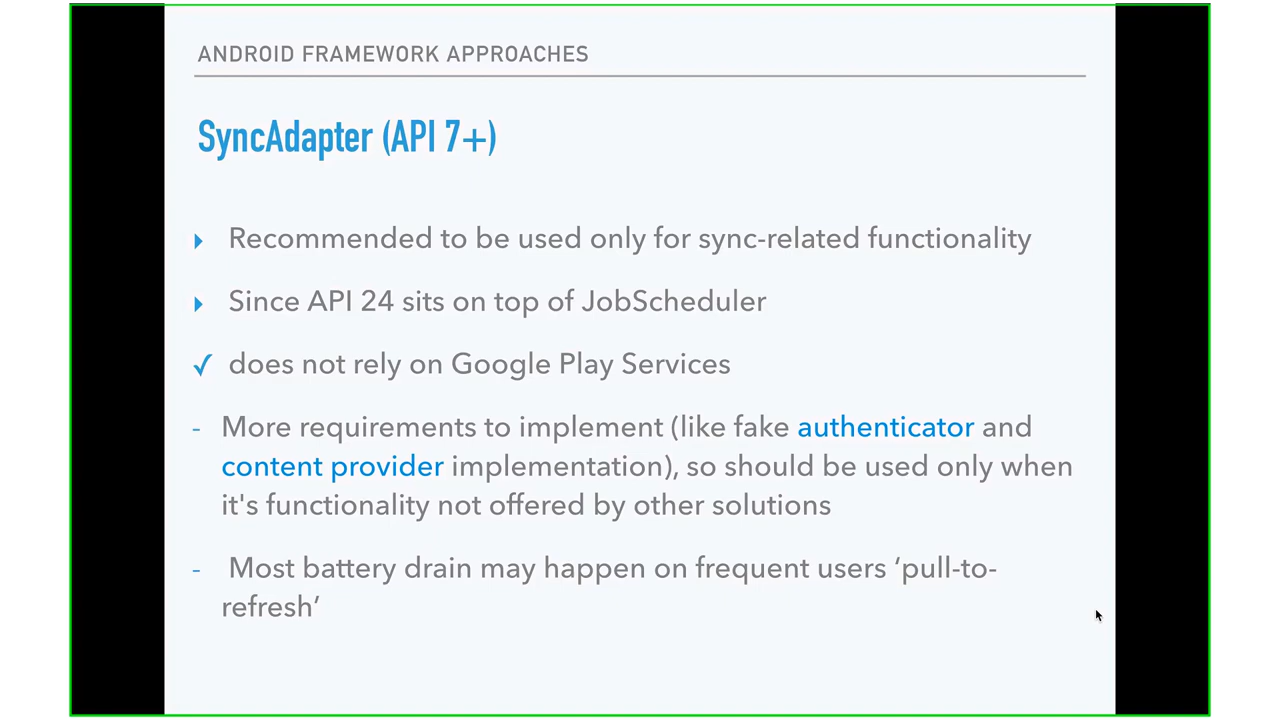 ANDROID FRAMEWORK APPROACHES
SyncAdapter (API 7+)
▸ Recommended to be used only for sync-related functionality
▸ Since API 24 sits on top of JobScheduler
✓ does not rely on Google Play Services
- More requirements to implement (like fake authenticator and
content provider implementation), so should be used only when
it's functionality not offered by other solutions
- Most battery drain may happen on frequent users ‘pull-to-
refresh’